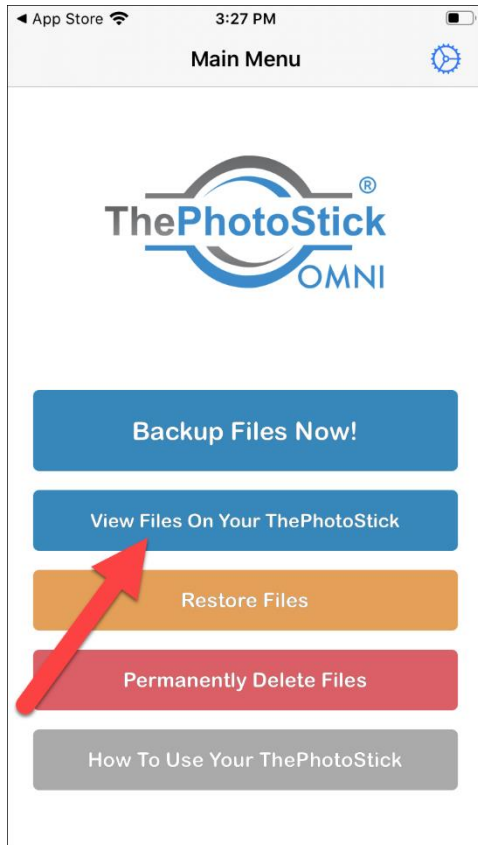 ◀ App Store 3:27 PM
Main Menu
ThePhotoStick®
OMNI
Backup Files Now!
View Files On Your ThePhotoStick
Restore Files
Permanently Delete Files
How To Use Your ThePhotoStick